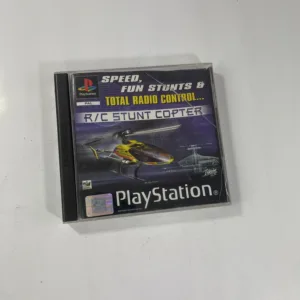 SPEED,
FUN STUNTS &
TOTAL RADIO CONTROL...
R/C STUNT COPTER
PlayStation